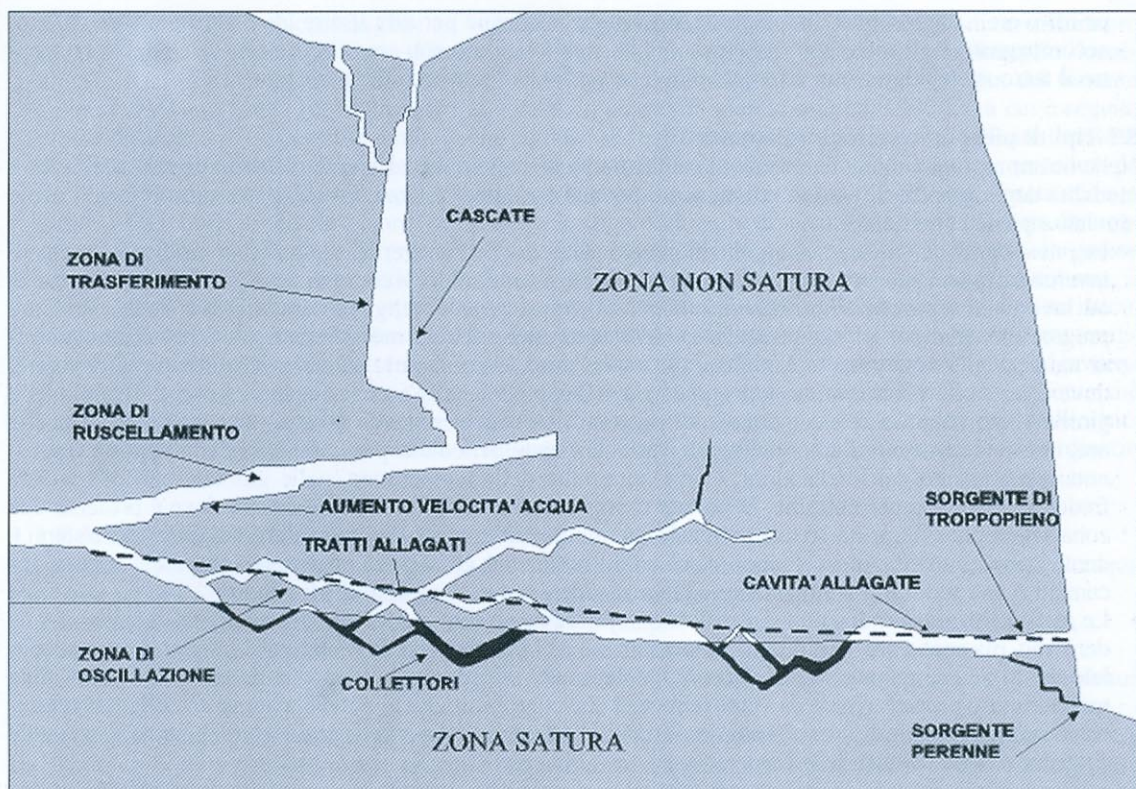 CASCATE
ZONA DI
TRASFERIMENTO
ZONA NON SATURA
ZONA DI
RUSCELLAMENTO
AUMENTO VELOCITA' ACQUA
SORGENTE DI
TROPPOPIENO
TRATTI ALLAGATI
CAVITA' ALLAGATE
ZONA DI
OSCILLAZIONE
COLLETTORI
SORGENTE
PERENNE
ZONA SATURA